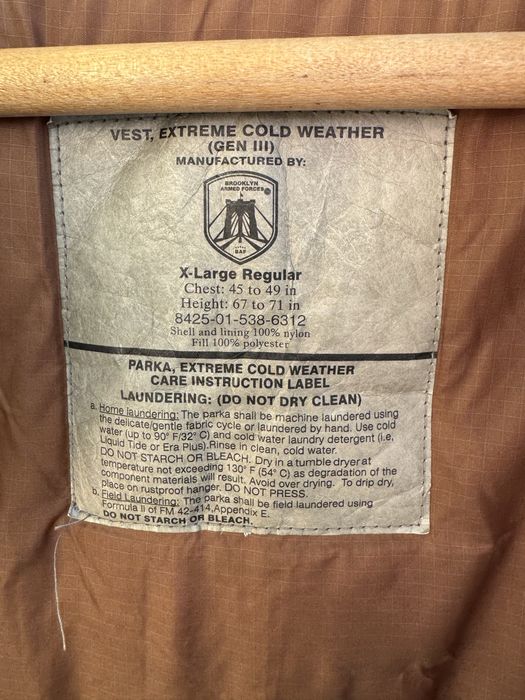 VEST, EXTREME COLD WEATHER
(GEN III)
MANUFACTURED BY:
BROOKLYN
ARMED FORCES
BAF
X-Large Regular
Chest: 45 to 49 in
Height: 67 to 71 in
8425-01-538-6312
Shell and lining 100% nylon
Fill 100% polyester
PARKA, EXTREME COLD WEATHER
CARE INSTRUCTION LABEL
LAUNDERING: (DO NOT DRY CLEAN)
a. Home laundering: The parka shall be machine laundered using
the delicate/gentle fabric cycle or laundered by hand. Use cold
water (up to 90° F/32° C) and cold water laundry detergent (i.e,
Liquid Tide or Era Plus).Rinse in clean, cold water.
DO NOT STARCH OR BLEACH. Dry in a tumble dryer at
temperature not exceeding 130° F (54° C) as degradation of the
component materials will result. Avoid over drying. To drip dry,
place on rustproof hanger. DO NOT PRESS.
b. Field Laundering: The parka shall be field laundered using
Formula II of FM 42-414,Appendix E.
DO NOT STARCH OR BLEACH.